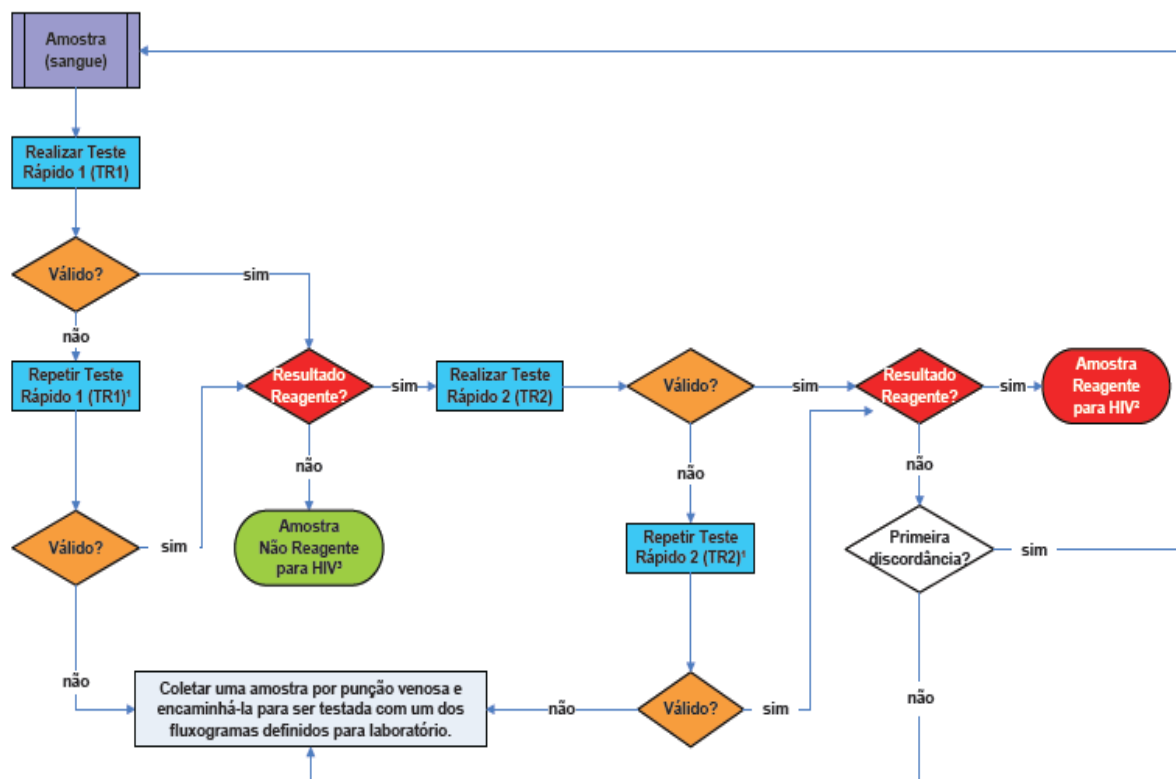 Amostra
(sangue)
Realizar Teste
Rápido 1 (TR1)
Válido?
sim
não
Repetir Teste
Rápido 1 (TR1)¹
Resultado
Reagente?
sim
Realizar Teste
Rápido 2 (TR2)
Válido?
sim
Resultado
Reagente?
sim
Amostra
Reagente
para HIV²
não
não
não
Válido?
sim
Amostra
Não Reagente
para HIV³
Repetir Teste
Rápido 2 (TR2)¹
Primeira
discordância?
sim
não
Coletar uma amostra por punção venosa e
encaminhá-la para ser testada com um dos
fluxogramas definidos para laboratório.
não
Válido?
sim
não